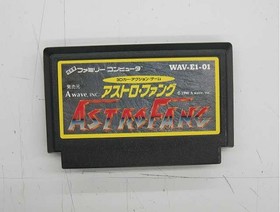 ファミリー コンピュータ WAV-E1-01
3Dカーアクション・ゲーム
発売元
A wave, INC. アストロ・ファング
ASTROFANG